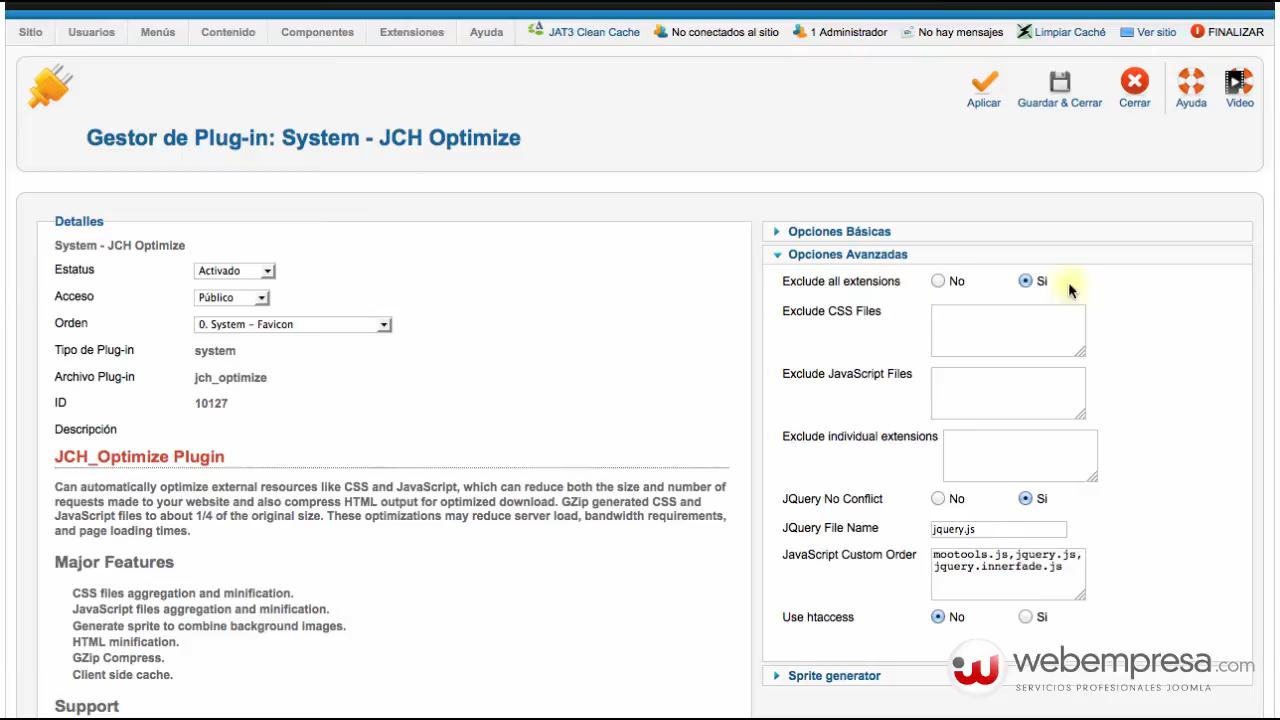 Sitio Usuarios Menús Contenido Componentes Extensiones Ayuda JAT3 Clean Cache No conectados al sitio 1 Administrador No hay mensajes Limpiar Caché Ver sitio FINALIZAR
Aplicar Guardar & Cerrar Cerrar Ayuda Video
Gestor de Plug-in: System - JCH Optimize
Detalles
System - JCH Optimize
Estatus Activado
Acceso Público
Orden 0. System - Favicon
Tipo de Plug-in system
Archivo Plug-in jch_optimize
ID 10127
Descripción
JCH_Optimize Plugin
Can automatically optimize external resources like CSS and JavaScript, which can reduce both the size and number of
requests made to your website and also compress HTML output for optimized download. GZip generated CSS and
JavaScript files to about 1/4 of the original size. These optimizations may reduce server load, bandwidth requirements,
and page loading times.
Major Features
CSS files aggregation and minification.
JavaScript files aggregation and minification.
Generate sprite to combine background images.
HTML minification.
GZip Compress.
Client side cache.
Support
Opciones Básicas
Opciones Avanzadas
Exclude all extensions No Si
Exclude CSS Files
Exclude JavaScript Files
Exclude individual extensions
JQuery No Conflict No Si
JQuery File Name jquery.js
JavaScript Custom Order mootools.js,jquery.js,
jquery.innerfade.js
Use htaccess No Si
Sprite generator
webempresa.com
SERVICIOS PROFESIONALES JOOMLA